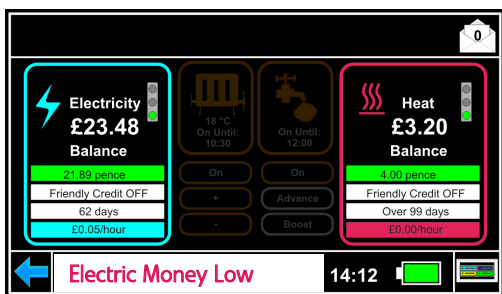 0
Electricity
£23.48
Balance
21.89 pence
Friendly Credit OFF
62 days
£0.05/hour
18 °C
On Until:
10:30
On
+
-
On Until:
12:00
On
Advance
Boost
Heat
£3.20
Balance
4.00 pence
Friendly Credit OFF
Over 99 days
£0.00/hour
Electric Money Low
14:12